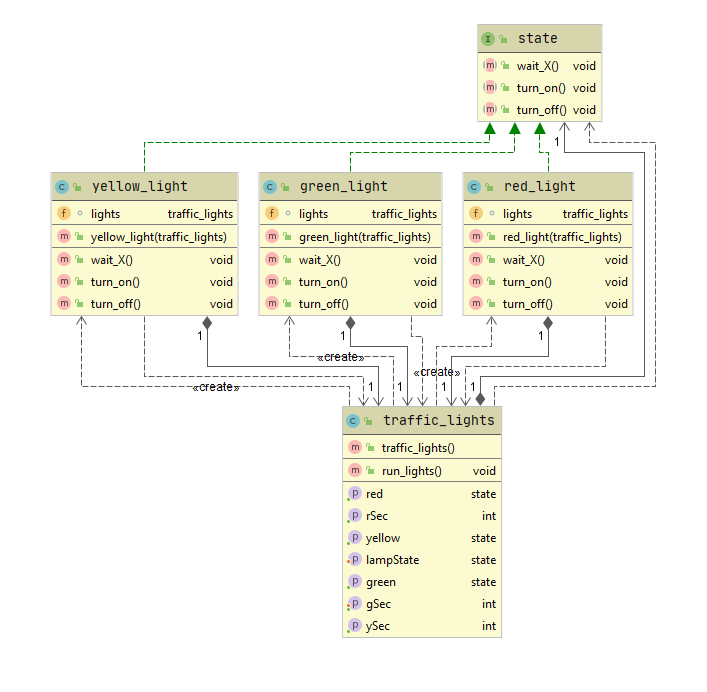 I state
m wait_X() void
m turn_on() void
m turn_off() void
1
C yellow_light
f lights traffic_lights
m yellow_light(traffic_lights)
m wait_X() void
m turn_on() void
m turn_off() void
C green_light
f lights traffic_lights
m green_light(traffic_lights)
m wait_X() void
m turn_on() void
m turn_off() void
C red_light
f lights traffic_lights
m red_light(traffic_lights)
m wait_X() void
m turn_on() void
m turn_off() void
1 1 1
«create»
«create»
«create»
1 1 1 1
C traffic_lights
m traffic_lights()
m run_lights() void
p red state
p rSec int
p yellow state
p lampState state
p green state
p gSec int
p ySec int